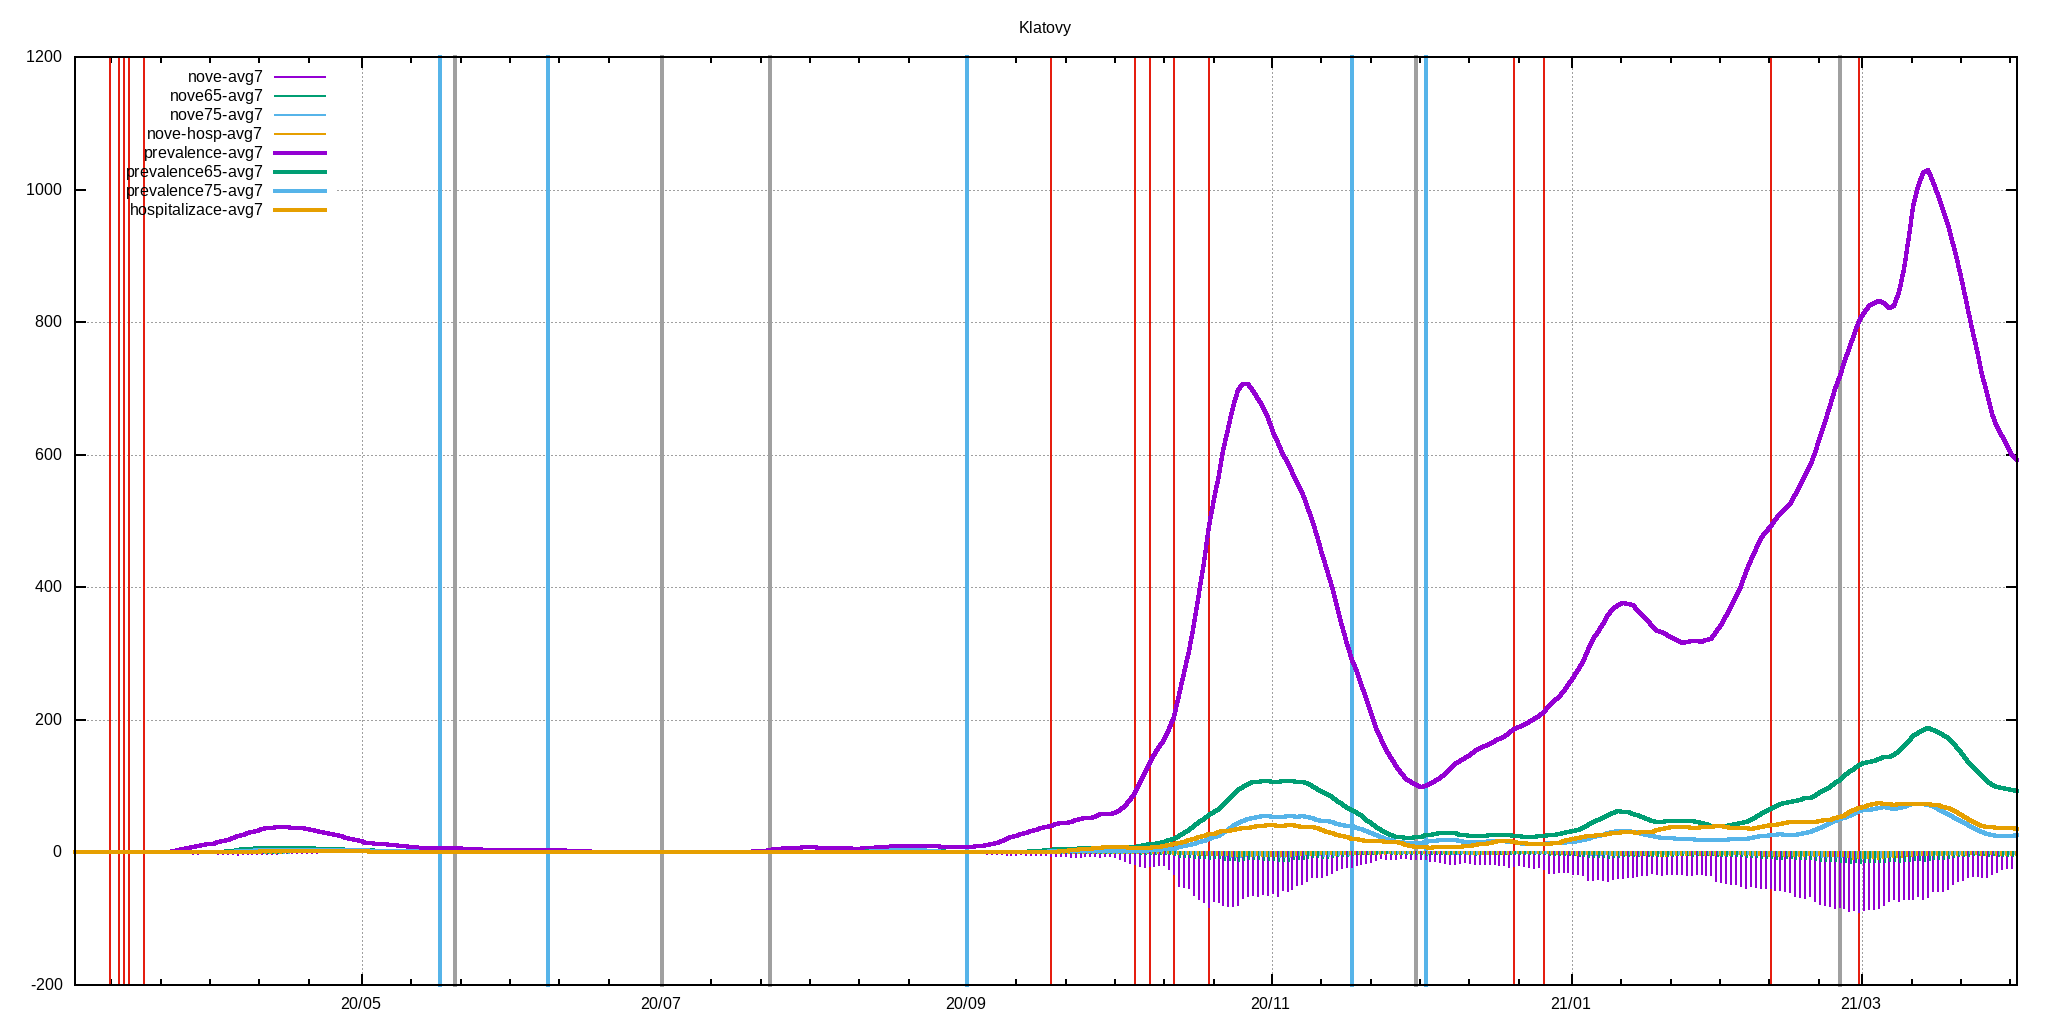 Klatovy
1200
1000
800
600
400
200
0
-200
nove-avg7
nove65-avg7
nove75-avg7
nove-hosp-avg7
prevalence-avg7
prevalence65-avg7
prevalence75-avg7
hospitalizace-avg7
20/05 20/07 20/09 20/11 21/01 21/03